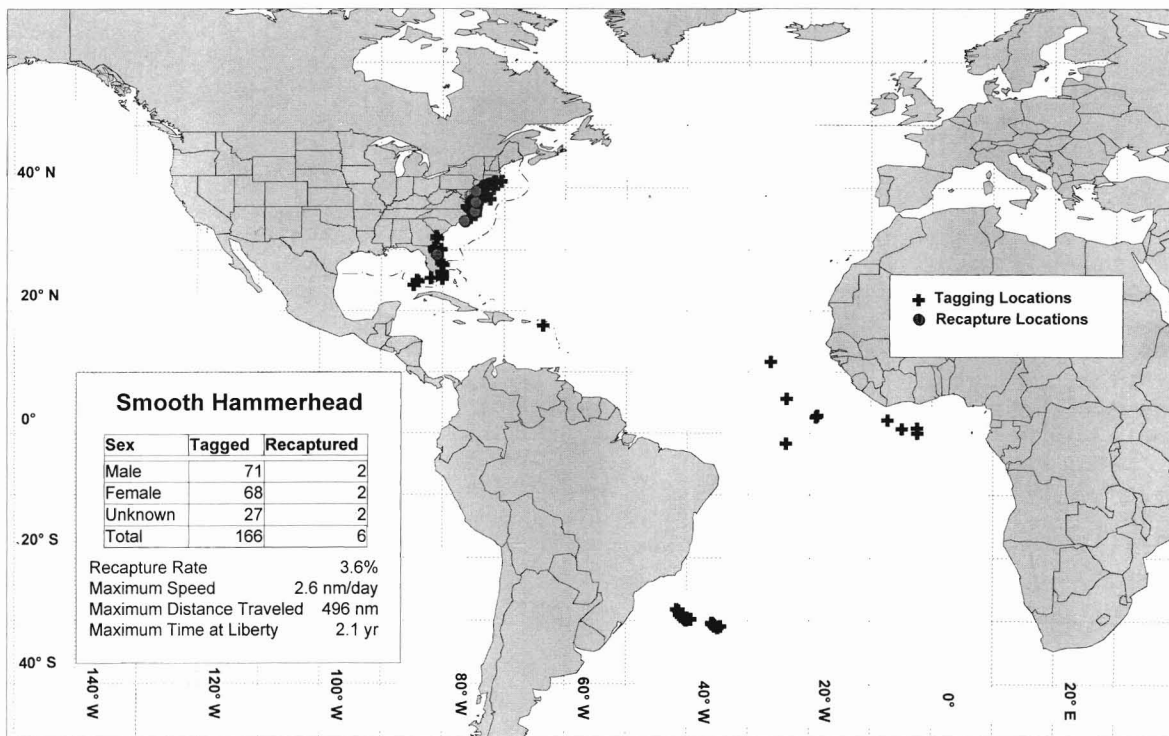 40° N
20° N
0°
.20° S
40° S
Tagging Locations
Recapture Locations
Smooth Hammerhead
Sex Tagged Recaptured
Male 71 2
Female 68 2
Unknown 27 2
Total 166 6
Recapture Rate 3.6%
Maximum Speed 2.6 nm/day
Maximum Distance Traveled 496 nm
Maximum Time at Liberty 2.1 yr
140° W
120° W
100° W
80° W
60° W
40° W
20° W
0°
20° E